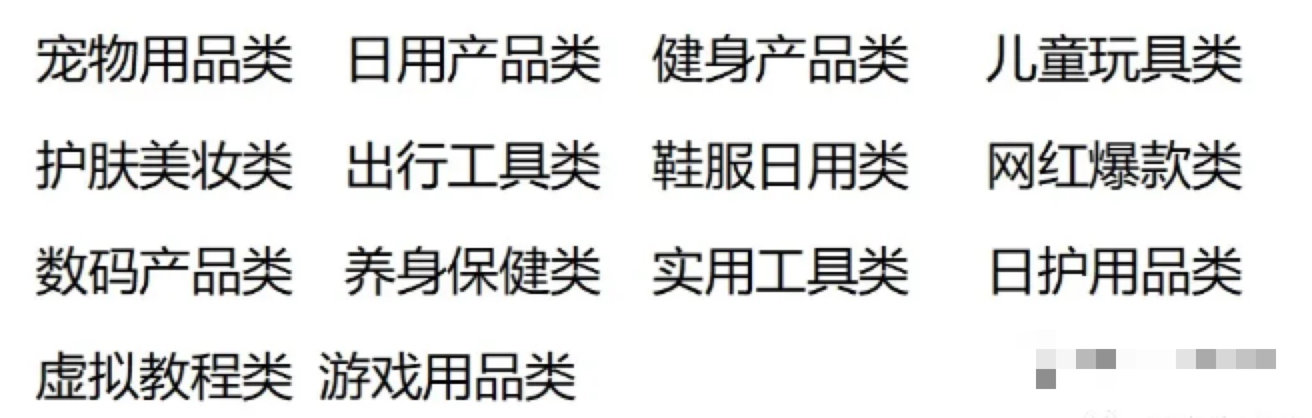 宠物用品类 日用产品类 健身产品类 儿童玩具类
护肤美妆类 出行工具类 鞋服日用类 网红爆款类
数码产品类 养身保健类 实用工具类 日护用品类
虚拟教程类 游戏用品类